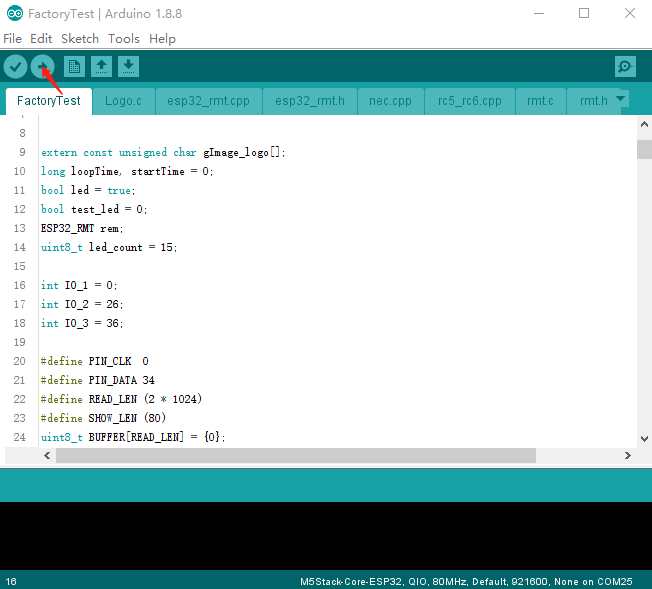 FactoryTest | Arduino 1.8.8
File Edit Sketch Tools Help
FactoryTest Logo.c esp32_rmt.cpp esp32_rmt.h nec.cpp rc5_rc6.cpp rmt.c rmt.h
8
9 extern const unsigned char gImage_logo[];
10 long loopTime, startTime = 0;
11 bool led = true;
12 bool test_led = 0;
13 ESP32_RMT rem;
14 uint8_t led_count = 15;
15
16 int IO_1 = 0;
17 int IO_2 = 26;
18 int IO_3 = 36;
19
20 #define PIN_CLK  0
21 #define PIN_DATA 34
22 #define READ_LEN (2 * 1024)
23 #define SHOW_LEN (80)
24 uint8_t BUFFER[READ_LEN] = {0};
16 M5Stack-Core-ESP32, QIO, 80MHz, Default, 921600, None on COM25